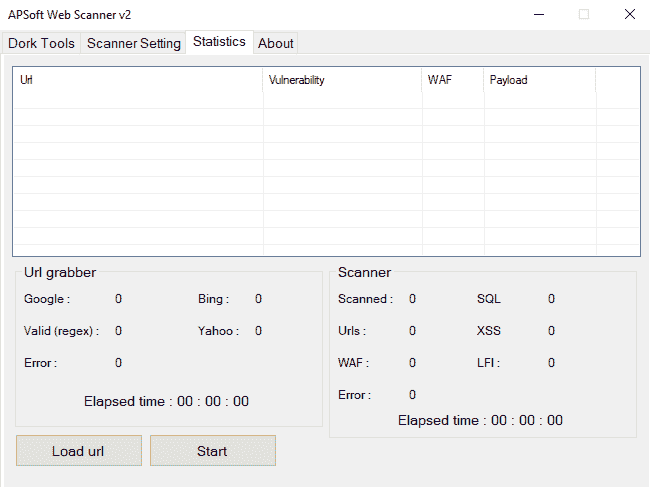 APSoft Web Scanner v2
Dork Tools Scanner Setting Statistics About
Url Vulnerability WAF Payload
Url grabber
Google : 0 Bing : 0
Valid (regex) : 0 Yahoo : 0
Error : 0
Elapsed time : 00 : 00 : 00
Scanner
Scanned : 0 SQL 0
Urls : 0 XSS 0
WAF : 0 LFI : 0
Error : 0
Elapsed time : 00 : 00 : 00
Load url Start